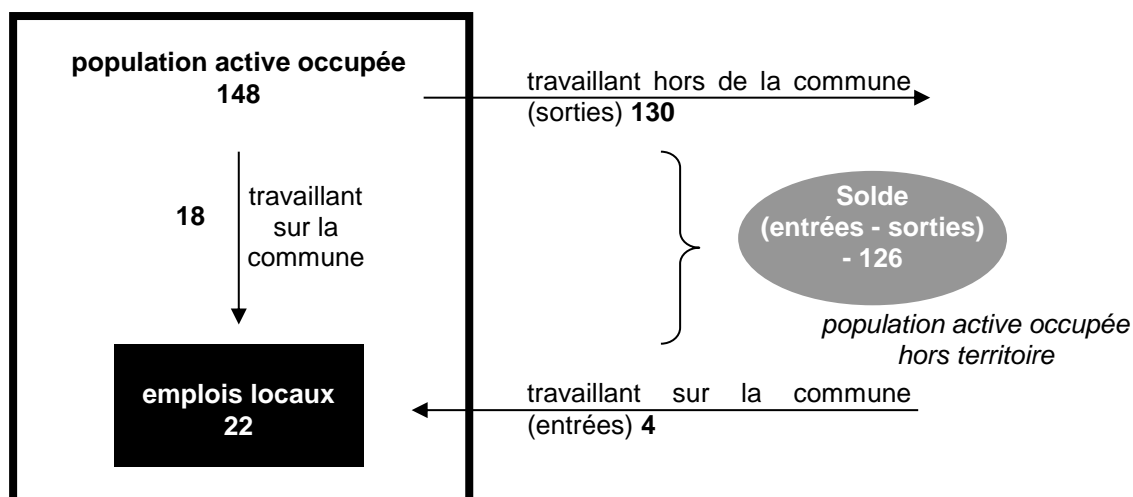 population active occupée
148
travaillant hors de la commune
(sorties) 130
18
travaillant
sur la
commune
Solde
(entrées - sorties)
- 126
population active occupée
hors territoire
emplois locaux
22
travaillant sur la commune
(entrées) 4